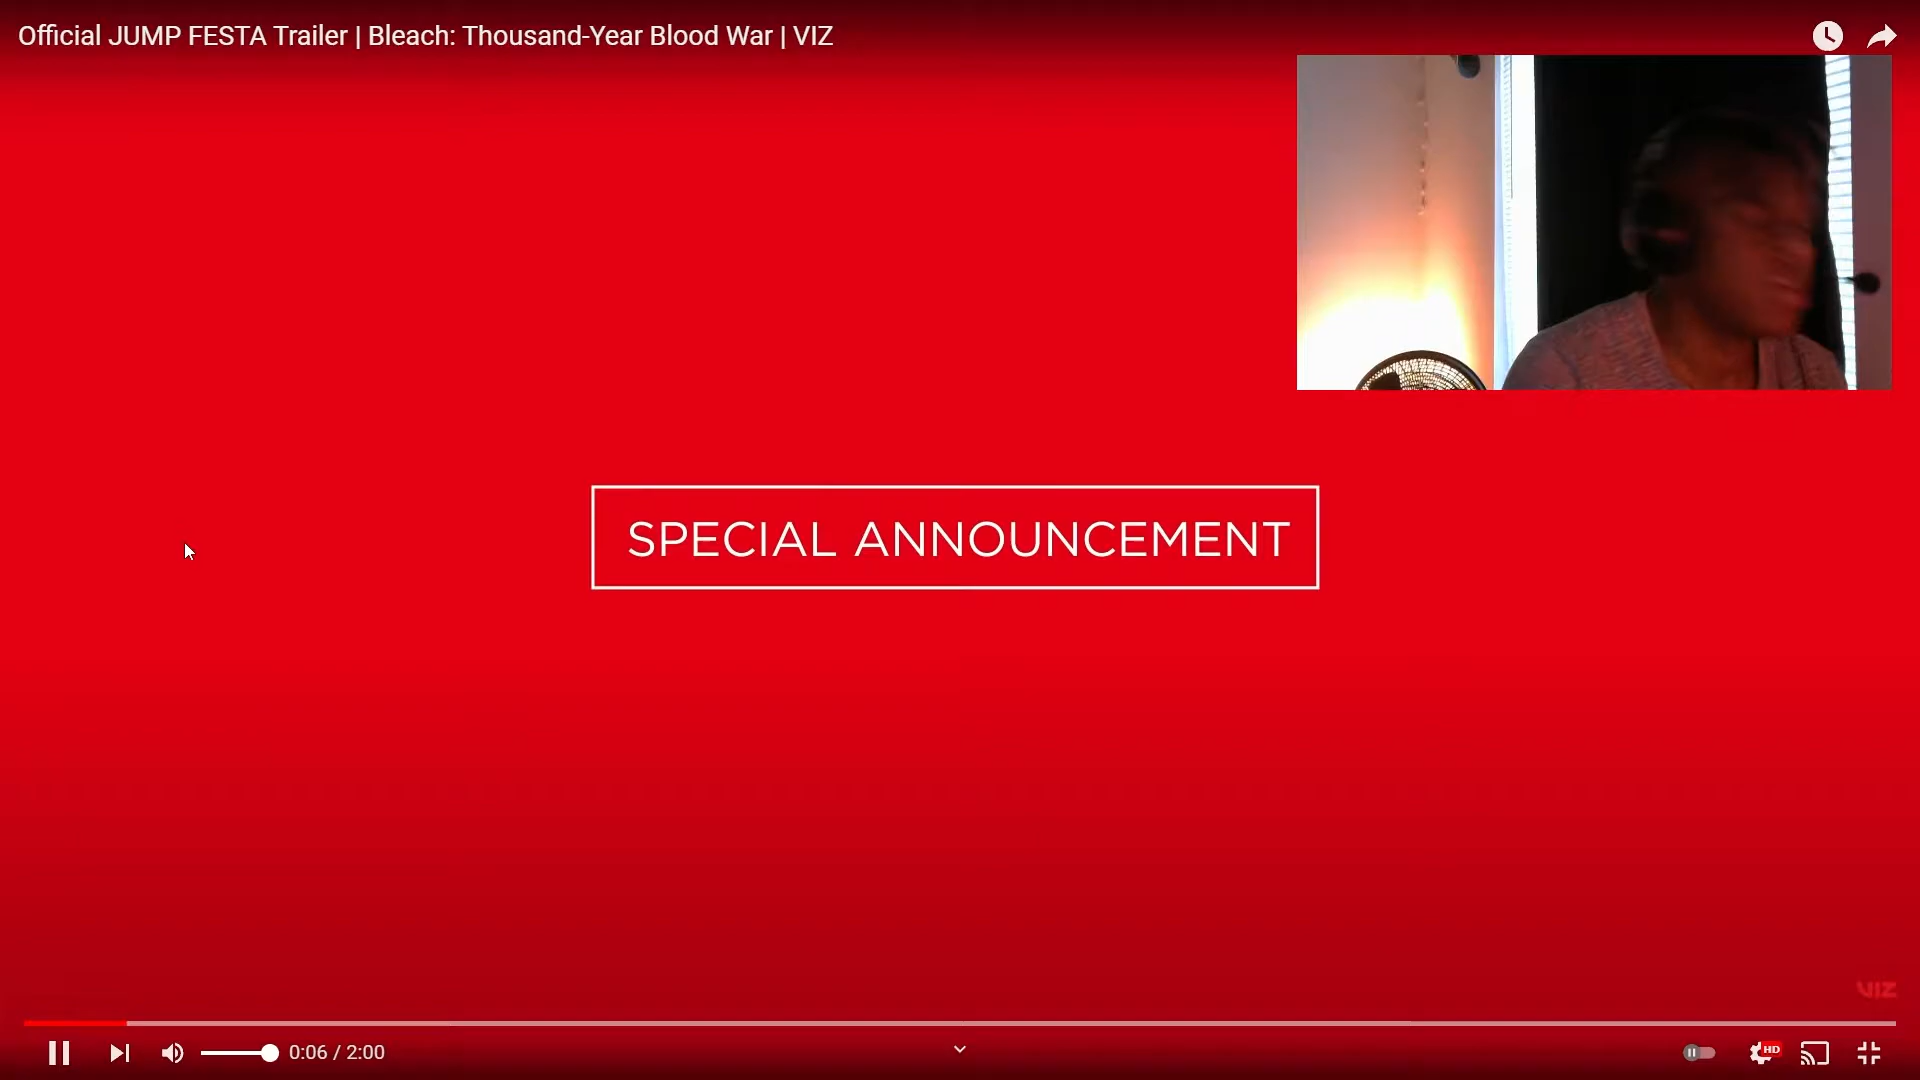 Official JUMP FESTA Trailer | Bleach: Thousand-Year Blood War | VIZ
SPECIAL ANNOUNCEMENT
VIZ
0:06 / 2:00
HD